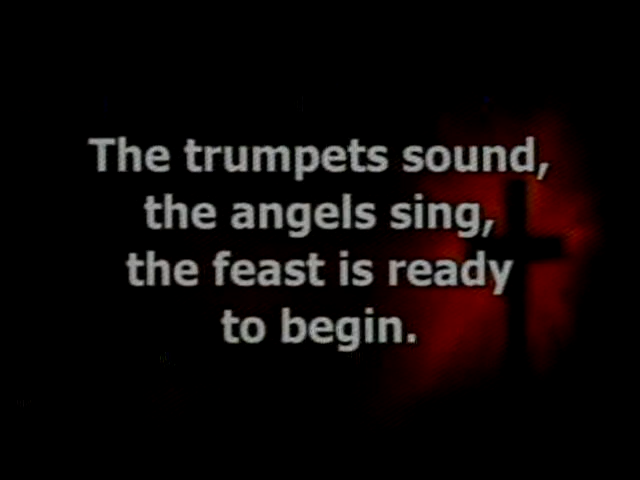 The trumpets sound,
the angels sing,
the feast is ready
to begin.